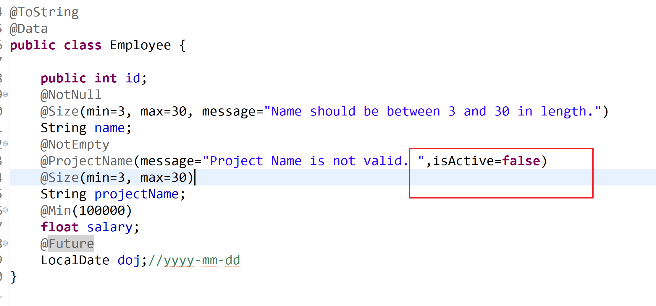 @ToString
@Data
public class Employee {
public int id;
@NotNull
@Size(min=3, max=30, message="Name should be between 3 and 30 in length.")
String name;
@NotEmpty
@ProjectName(message="Project Name is not valid. ",isActive=false)
@Size(min=3, max=30)
String projectName;
@Min(100000)
float salary;
@Future
LocalDate doj;//yyyy-mm-dd
}